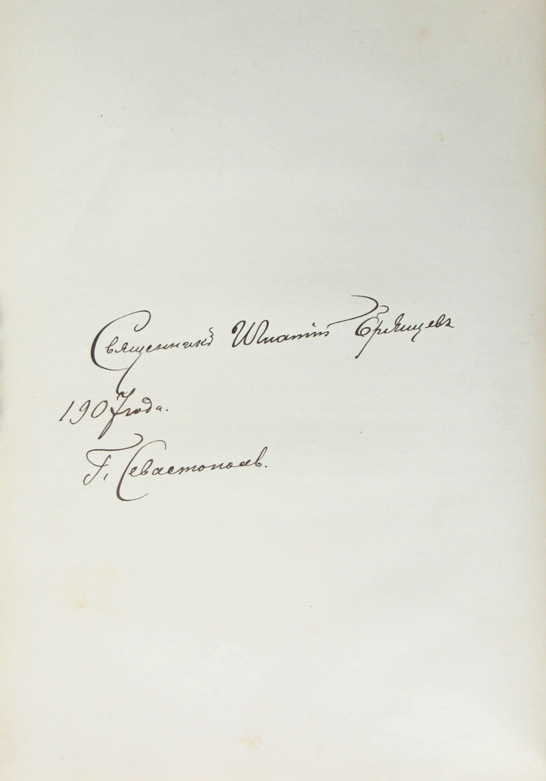 Священникъ Игнатій
1907 года.
Г. Севастополь.